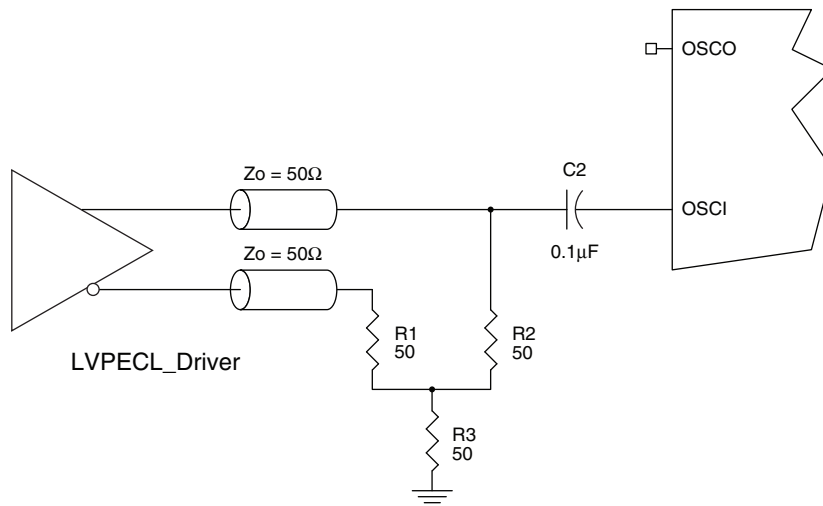 OSCO
Zo = 50Ω
C2
OSCI
0.1μF
Zo = 50Ω
LVPECL_Driver
R1
50
R2
50
R3
50